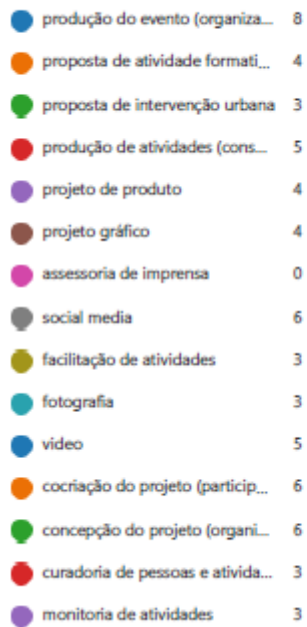 produção do evento (organiza... 8
proposta de atividade formati... 4
proposta de intervenção urbana 3
produção de atividades (cons... 5
projeto de produto 4
projeto gráfico 4
assessoria de imprensa 0
social media 6
facilitação de atividades 3
fotografia 3
video 5
cocriação do projeto (particip... 6
concepção do projeto (organi... 6
curadoria de pessoas e ativida... 3
monitoria de atividades 3